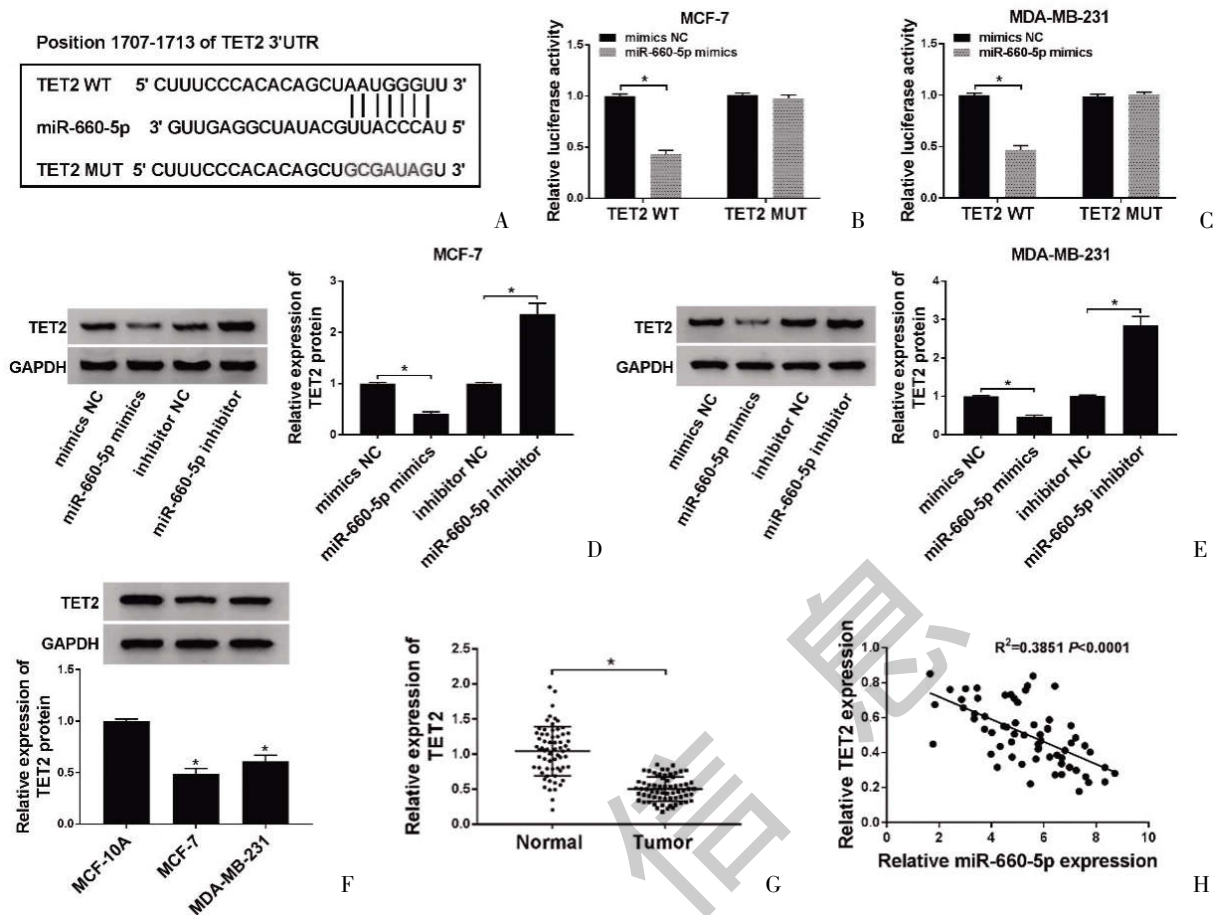 Position 1707-1713 of TET2 3'UTR
TET2 WT 5' CUUUCCCACACAGCUAAUGGGUU 3'
miR-660-5p 3' GUUGAGGCUAUACGUUACCCAU 5'
TET2 MUT 5' CUUUCCCACACAGCUGCGAUAGU 3'
A
MCF-7
mimics NC
miR-660-5p mimics
Relative luciferase activity
1.5
1.0
0.5
0.0
*
TET2 WT
TET2 MUT
B
MDA-MB-231
mimics NC
miR-660-5p mimics
Relative luciferase activity
1.5
1.0
0.5
0.0
*
TET2 WT
TET2 MUT
C
TET2
GAPDH
mimics NC
miR-660-5p mimics
inhibitor NC
miR-660-5p inhibitor
MCF-7
Relative expression of
TET2 protein
3
2
1
0
*
*
mimics NC
miR-660-5p mimics
inhibitor NC
miR-660-5p inhibitor
D
TET2
GAPDH
mimics NC
miR-660-5p mimics
inhibitor NC
miR-660-5p inhibitor
MDA-MB-231
Relative expression of
TET2 protein
4
3
2
1
0
*
*
mimics NC
miR-660-5p mimics
inhibitor NC
miR-660-5p inhibitor
E
TET2
GAPDH
Relative expression of
TET2 protein
1.5
1.0
0.5
0.0
*
*
MCF-10A
MCF-7
MDA-MB-231
F
Relative expression of
TET2
2.5
2.0
1.5
1.0
0.5
0.0
*
Normal
Tumor
G
Relative TET2 expression
1.0
0.8
0.6
0.4
0.2
0.0
R²=0.3851 P<0.0001
0
2
4
6
8
10
Relative miR-660-5p expression
H
信息